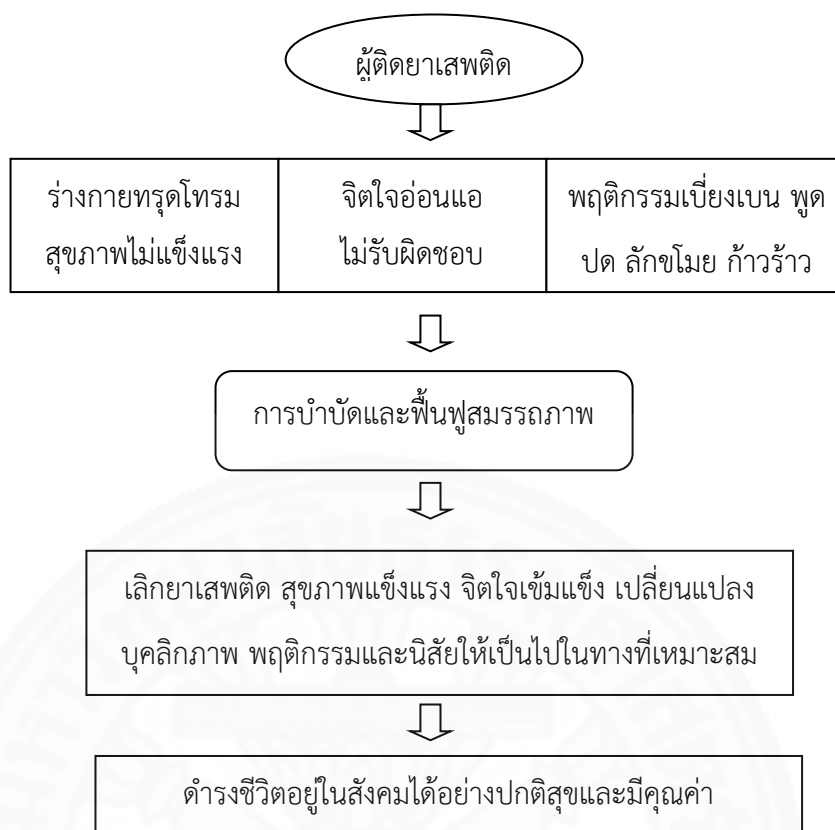 ผู้ติดยาเสพติด
ร่างกายทรุดโทรม
สุขภาพไม่แข็งแรง
จิตใจอ่อนแอ
ไม่รับผิดชอบ
พฤติกรรมเบี่ยงเบน พูด
ปด ลักขโมย ก้าวร้าว
การบำบัดและฟื้นฟูสมรรถภาพ
เลิกยาเสพติด สุขภาพแข็งแรง จิตใจเข้มแข็ง เปลี่ยนแปลง
บุคลิกภาพ พฤติกรรมและนิสัยให้เป็นไปในทางที่เหมาะสม
ดำรงชีวิตอยู่ในสังคมได้อย่างปกติสุขและมีคุณค่า